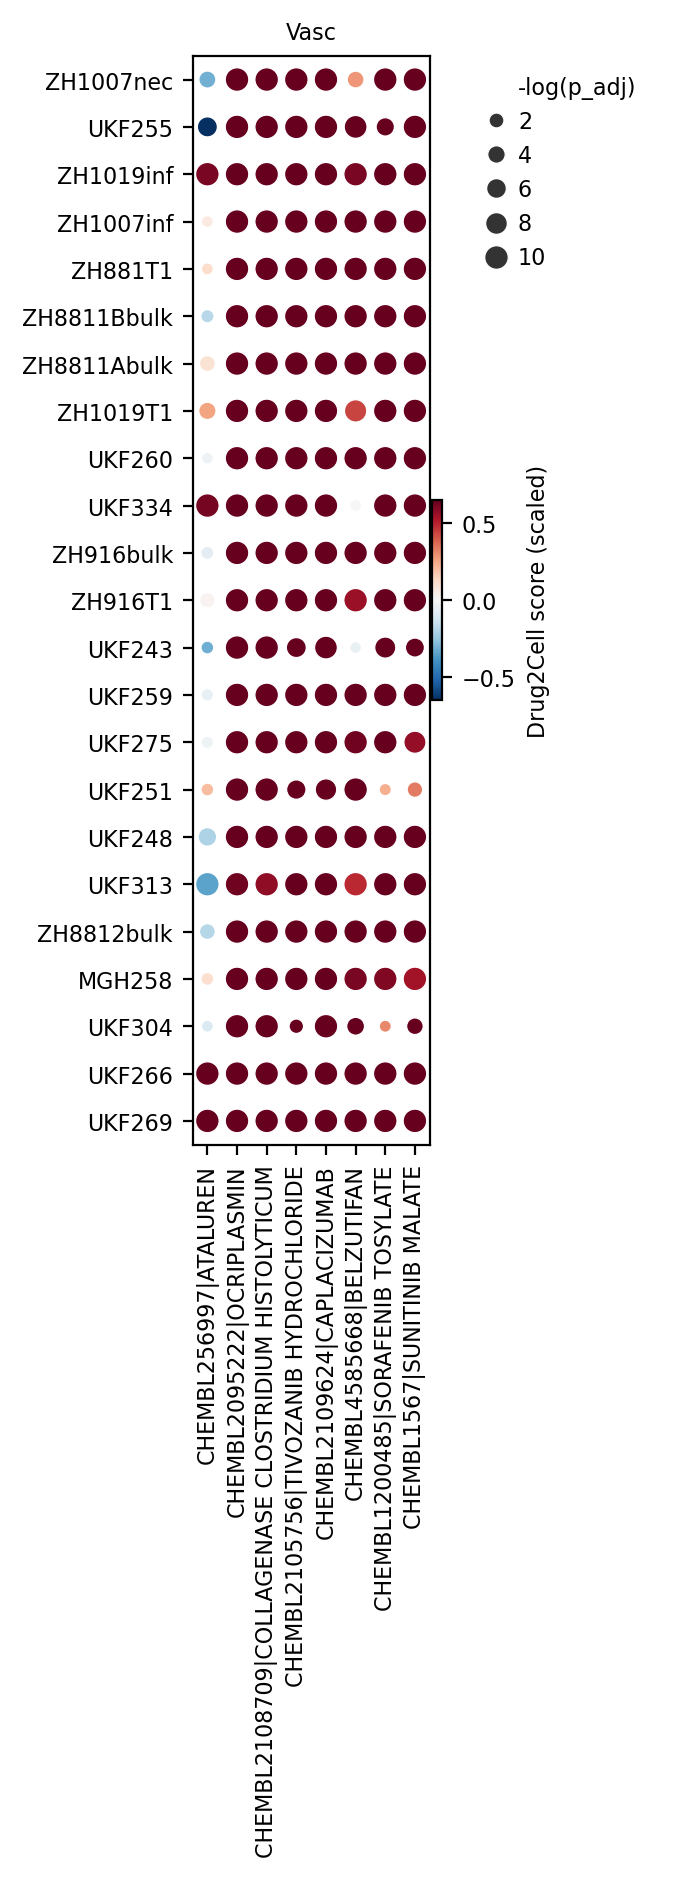 Vasc
ZH1007nec
UKF255
ZH1019inf
ZH1007inf
ZH881T1
ZH8811Bbulk
ZH8811Abulk
ZH1019T1
UKF260
UKF334
ZH916bulk
ZH916T1
UKF243
UKF259
UKF275
UKF251
UKF248
UKF313
ZH8812bulk
MGH258
UKF304
UKF266
UKF269
-log(p_adj)
2
4
6
8
10
0.5
0.0
−0.5
Drug2Cell score (scaled)
CHEMBL256997|ATALUREN
CHEMBL2095222|OCRIPLASMIN
CHEMBL2108709|COLLAGENASE CLOSTRIDIUM HISTOLYTICUM
CHEMBL2105756|TIVOZANIB HYDROCHLORIDE
CHEMBL2109624|CAPLACIZUMAB
CHEMBL4585668|BELZUTIFAN
CHEMBL1200485|SORAFENIB TOSYLATE
CHEMBL1567|SUNITINIB MALATE